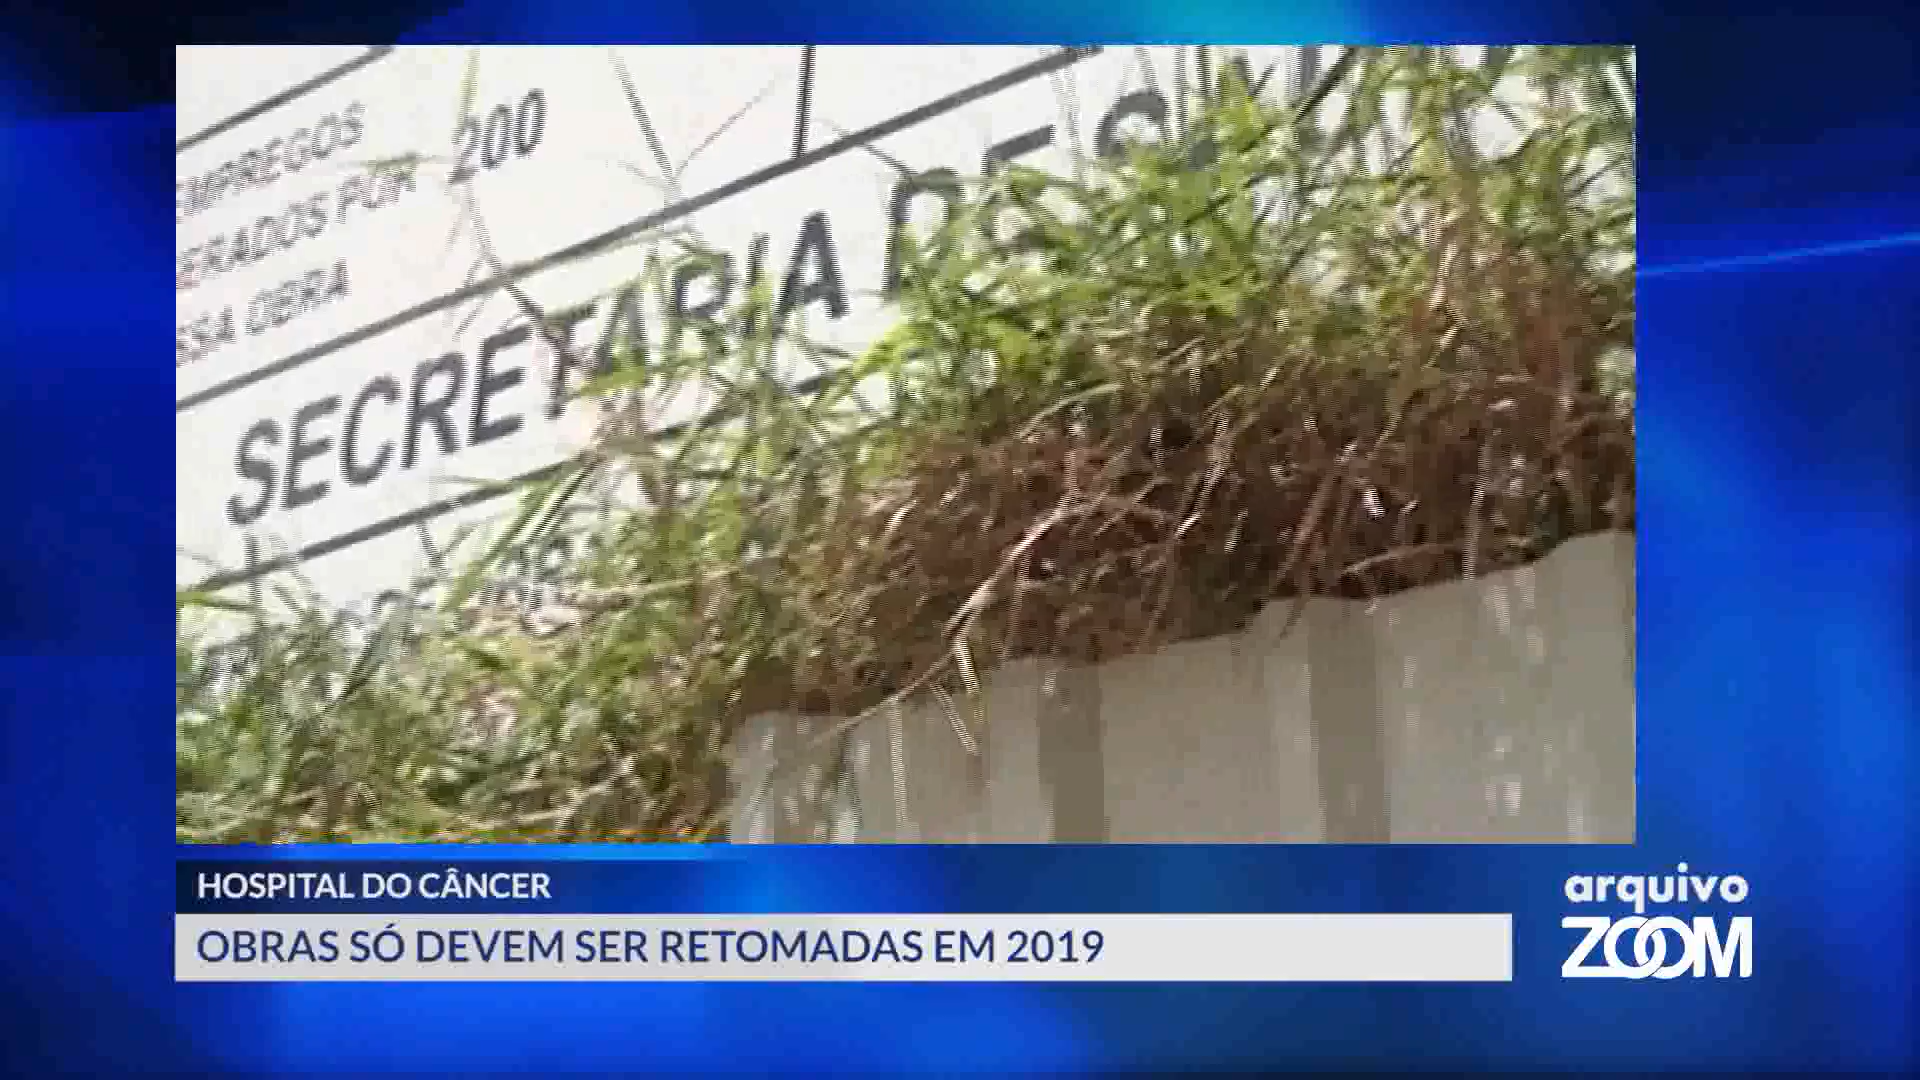 EMPREGOS
GERADOS POR 200
ESSA OBRA
SECRETARIA DE
HOSPITAL DO CÂNCER
OBRAS SÓ DEVEM SER RETOMADAS EM 2019
arquivo
ZOOM